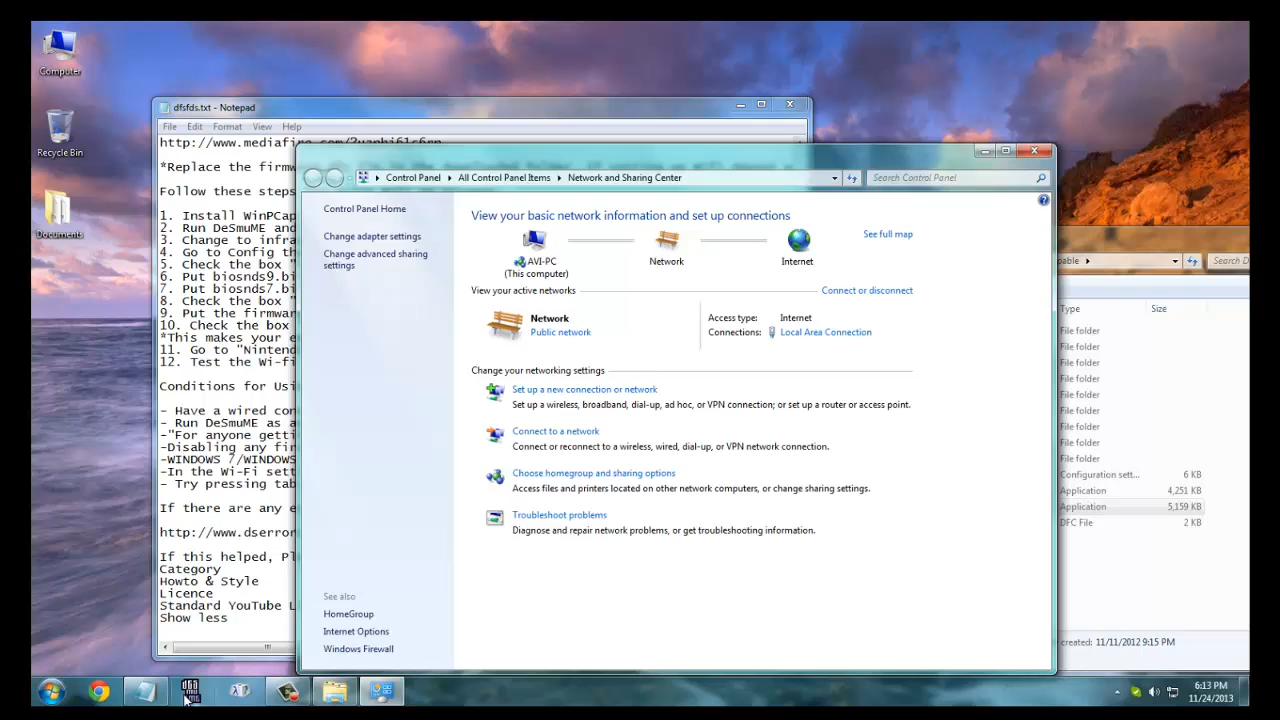 Computer
Recycle Bin
Documents
dfsfds.txt - Notepad
File Edit Format View Help
*Replace the firmw
Follow these steps
1. Install WinPCap
2. Run DeSmuME and
3. Change to infra
4. Go to Config th
5. Check the box "
6. Put biosnds9.bi
7. Put biosnds7.bi
8. Check the box "
9. Put the firmwar
10. Check the box
*This makes your e
11. Go to "Nintend
12. Test the Wi-fi
Conditions for Usi
- Have a wired con
- Run DeSmuME as a
-"For anyone getti
-Disabling any fir
-WINDOWS 7/WINDOWS
-In the Wi-Fi sett
- Try pressing tab
If there are any e
http://www.dserror
If this helped, Pl
Category
Howto & Style
Licence
Standard YouTube L
Show less
Control Panel
All Control Panel Items
Network and Sharing Center
Search Control Panel
Control Panel Home
Change adapter settings
Change advanced sharing
settings
See also
HomeGroup
Internet Options
Windows Firewall
View your basic network information and set up connections
See full map
AVI-PC
(This computer)
Network
Internet
View your active networks
Connect or disconnect
Network
Public network
Access type: Internet
Connections: Local Area Connection
Change your networking settings
Set up a new connection or network
Set up a wireless, broadband, dial-up, ad hoc, or VPN connection; or set up a router or access point.
Connect to a network
Connect or reconnect to a wireless, wired, dial-up, or VPN network connection.
Choose homegroup and sharing options
Access files and printers located on other network computers, or change sharing settings.
Troubleshoot problems
Diagnose and repair network problems, or get troubleshooting information.
pable
Search D
Type Size
File folder
File folder
File folder
File folder
File folder
File folder
File folder
File folder
File folder
Configuration sett... 6 KB
Application 4,251 KB
Application 5,159 KB
DFC File 2 KB
created: 11/11/2012 9:15 PM
6:13 PM
11/24/2013